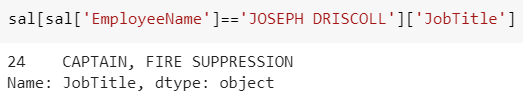 sal[sal['EmployeeName']=='JOSEPH DRISCOLL']['JobTitle']
24    CAPTAIN, FIRE SUPPRESSION
Name: JobTitle, dtype: object